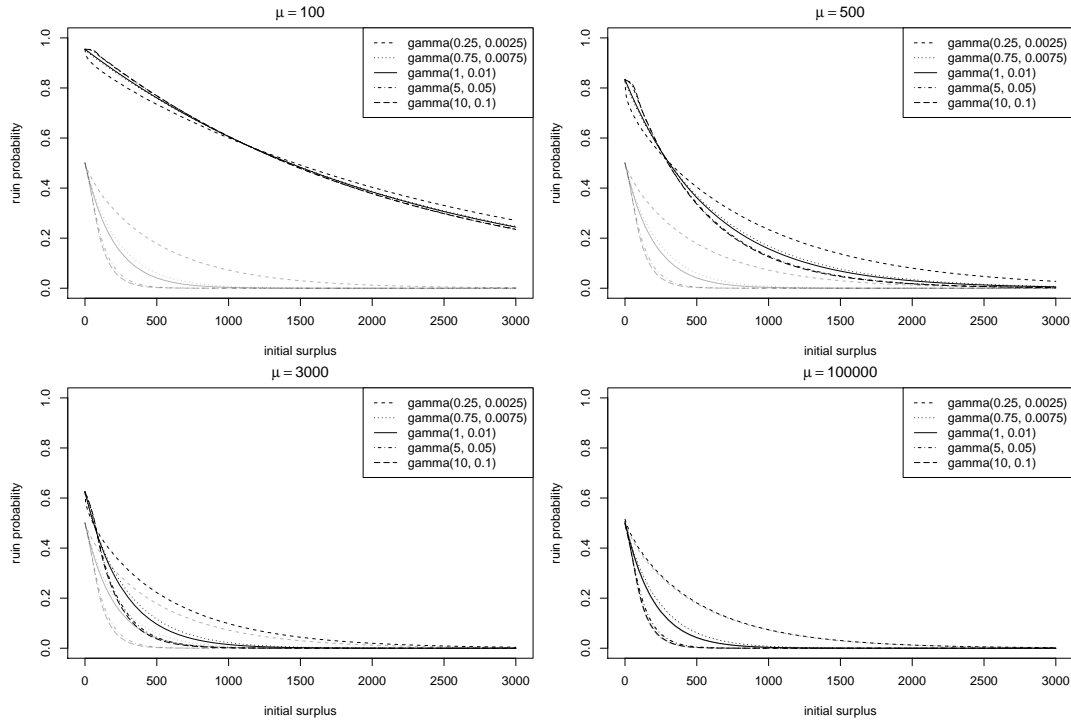 μ = 100
ruin probability
1.0
0.8
0.6
0.4
0.2
0.0
gamma(0.25, 0.0025)
gamma(0.75, 0.0075)
gamma(1, 0.01)
gamma(5, 0.05)
gamma(10, 0.1)
0 500 1000 1500 2000 2500 3000
initial surplus
μ = 500
ruin probability
1.0
0.8
0.6
0.4
0.2
0.0
gamma(0.25, 0.0025)
gamma(0.75, 0.0075)
gamma(1, 0.01)
gamma(5, 0.05)
gamma(10, 0.1)
0 500 1000 1500 2000 2500 3000
initial surplus
μ = 3000
ruin probability
1.0
0.8
0.6
0.4
0.2
0.0
gamma(0.25, 0.0025)
gamma(0.75, 0.0075)
gamma(1, 0.01)
gamma(5, 0.05)
gamma(10, 0.1)
0 500 1000 1500 2000 2500 3000
initial surplus
μ = 100000
ruin probability
1.0
0.8
0.6
0.4
0.2
0.0
gamma(0.25, 0.0025)
gamma(0.75, 0.0075)
gamma(1, 0.01)
gamma(5, 0.05)
gamma(10, 0.1)
0 500 1000 1500 2000 2500 3000
initial surplus